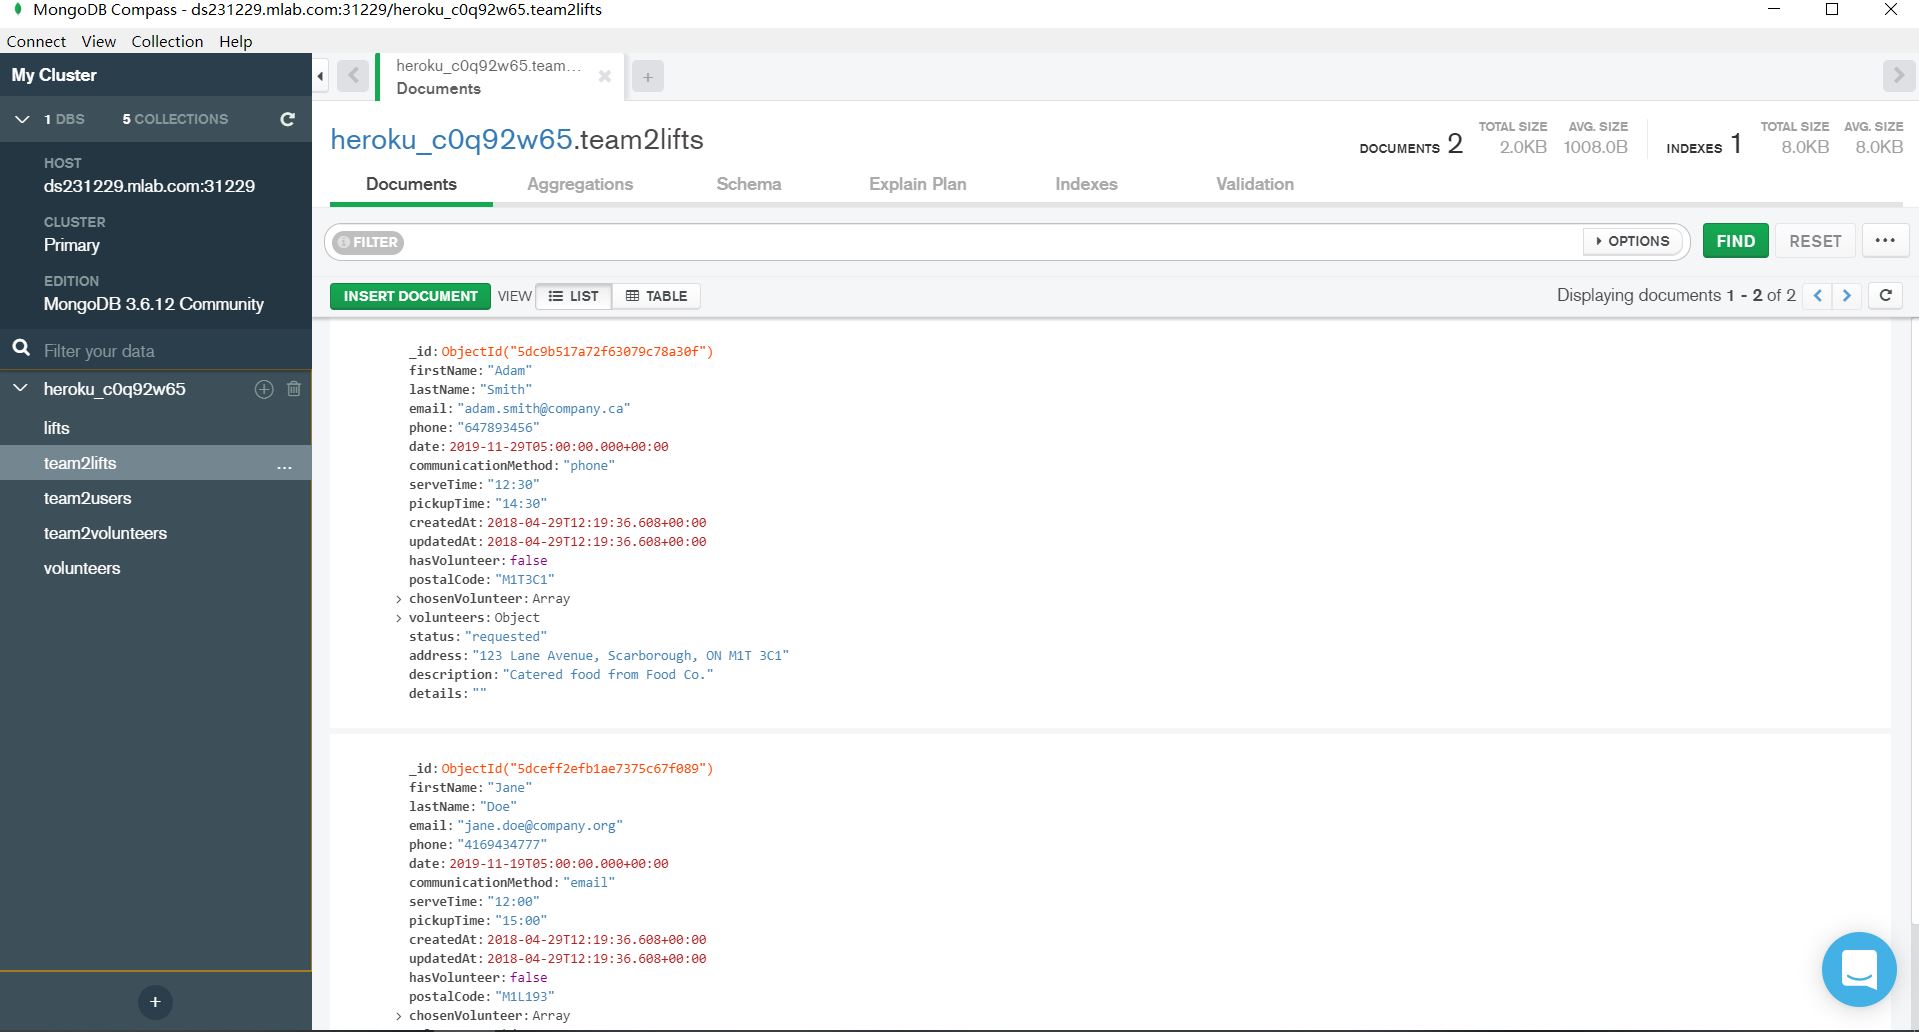 MongoDB Compass - ds231229.mlab.com:31229/heroku_c0q92w65.team2lifts
Connect View Collection Help
My Cluster
1 DBS 5 COLLECTIONS
HOST
ds231229.mlab.com:31229
CLUSTER
Primary
EDITION
MongoDB 3.6.12 Community
Filter your data
heroku_c0q92w65
lifts
team2lifts ...
team2users
team2volunteers
volunteers
+
heroku_c0q92w65.team...
Documents
+
heroku_c0q92w65.team2lifts
DOCUMENTS 2 TOTAL SIZE 2.0KB AVG. SIZE 1008.0B INDEXES 1 TOTAL SIZE 8.0KB AVG. SIZE 8.0KB
Documents Aggregations Schema Explain Plan Indexes Validation
FILTER OPTIONS FIND RESET ...
INSERT DOCUMENT VIEW LIST TABLE Displaying documents 1 - 2 of 2
_id: ObjectId("5dc9b517a72f63079c78a30f")
firstName: "Adam"
lastName: "Smith"
email: "adam.smith@company.ca"
phone: "647893456"
date: 2019-11-29T05:00:00.000+00:00
communicationMethod: "phone"
serveTime: "12:30"
pickupTime: "14:30"
createdAt: 2018-04-29T12:19:36.608+00:00
updatedAt: 2018-04-29T12:19:36.608+00:00
hasVolunteer: false
postalCode: "M1T3C1"
> chosenVolunteer: Array
> volunteers: Object
status: "requested"
address: "123 Lane Avenue, Scarborough, ON M1T 3C1"
description: "Catered food from Food Co."
details: ""
_id: ObjectId("5dceff2efb1ae7375c67f089")
firstName: "Jane"
lastName: "Doe"
email: "jane.doe@company.org"
phone: "4169434777"
date: 2019-11-19T05:00:00.000+00:00
communicationMethod: "email"
serveTime: "12:00"
pickupTime: "15:00"
createdAt: 2018-04-29T12:19:36.608+00:00
updatedAt: 2018-04-29T12:19:36.608+00:00
hasVolunteer: false
postalCode: "M1L193"
> chosenVolunteer: Array